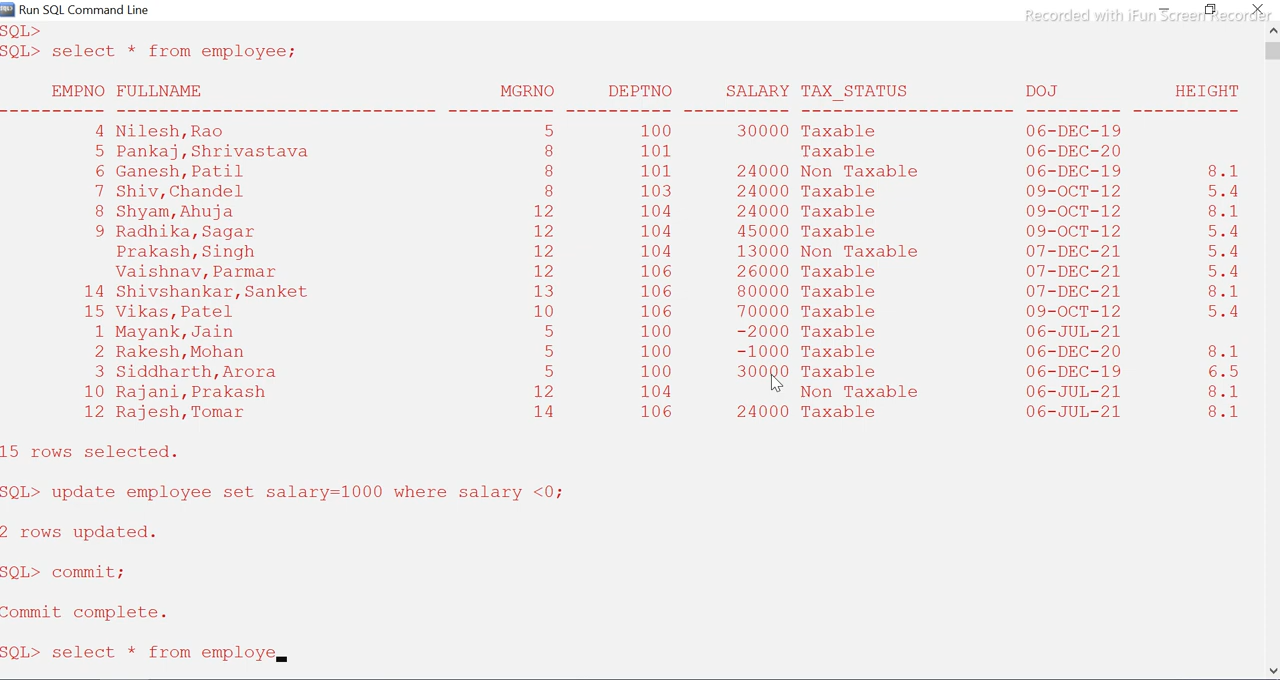 Run SQL Command Line
Recorded with iFun Screen Recorder
SQL>
SQL> select * from employee;
EMPNO FULLNAME MGRNO DEPTNO SALARY TAX_STATUS DOJ HEIGHT
---------- ------------------------------ ---------- ---------- ---------- -------------------- --------- ----------
4 Nilesh,Rao 5 100 30000 Taxable 06-DEC-19
5 Pankaj,Shrivastava 8 101 Taxable 06-DEC-20
6 Ganesh,Patil 8 101 24000 Non Taxable 06-DEC-19 8.1
7 Shiv,Chandel 8 103 24000 Taxable 09-OCT-12 5.4
8 Shyam,Ahuja 12 104 24000 Taxable 09-OCT-12 8.1
9 Radhika,Sagar 12 104 45000 Taxable 09-OCT-12 5.4
Prakash,Singh 12 104 13000 Non Taxable 07-DEC-21 5.4
Vaishnav,Parmar 12 106 26000 Taxable 07-DEC-21 5.4
14 Shivshankar,Sanket 13 106 80000 Taxable 07-DEC-21 8.1
15 Vikas,Patel 10 106 70000 Taxable 09-OCT-12 5.4
1 Mayank,Jain 5 100 -2000 Taxable 06-JUL-21
2 Rakesh,Mohan 5 100 -1000 Taxable 06-DEC-20 8.1
3 Siddharth,Arora 5 100 30000 Taxable 06-DEC-19 6.5
10 Rajani,Prakash 12 104 Non Taxable 06-JUL-21 8.1
12 Rajesh,Tomar 14 106 24000 Taxable 06-JUL-21 8.1
15 rows selected.
SQL> update employee set salary=1000 where salary <0;
2 rows updated.
SQL> commit;
Commit complete.
SQL> select * from employe